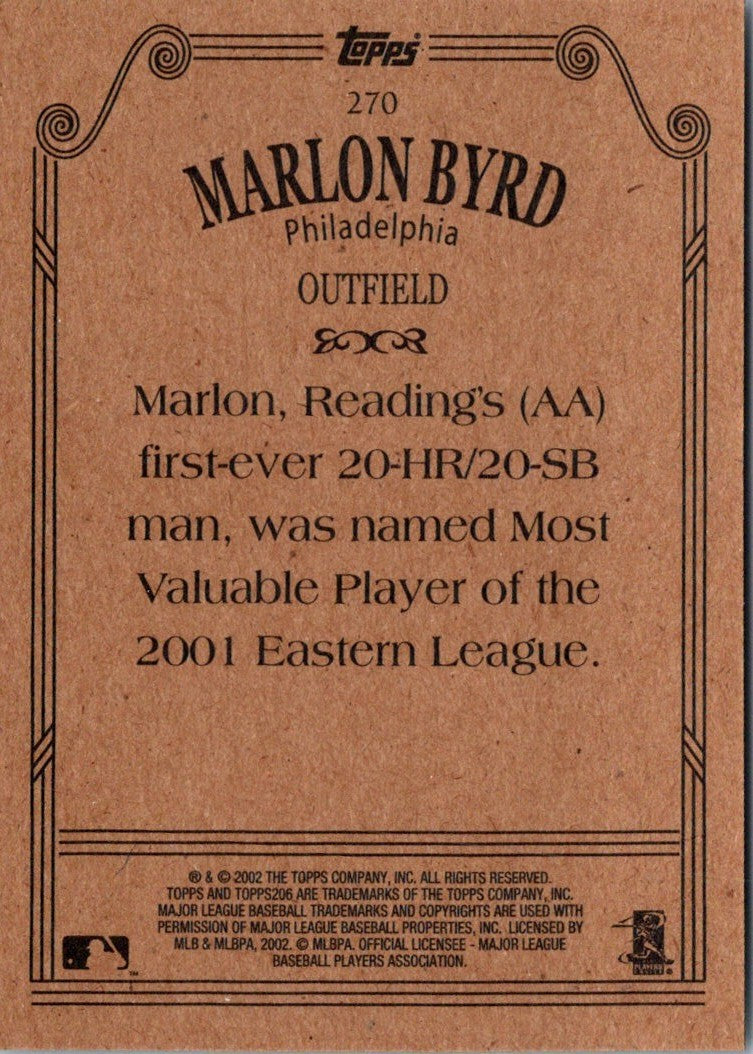 topps
270
MARLON BYRD
Philadelphia
OUTFIELD
Marlon, Reading's (AA)
first-ever 20-HR/20-SB
man, was named Most
Valuable Player of the
2001 Eastern League.
® & © 2002 THE TOPPS COMPANY, INC. ALL RIGHTS RESERVED.
TOPPS AND TOPPS206 ARE TRADEMARKS OF THE TOPPS COMPANY, INC.
MAJOR LEAGUE BASEBALL TRADEMARKS AND COPYRIGHTS ARE USED WITH
PERMISSION OF MAJOR LEAGUE BASEBALL PROPERTIES, INC. LICENSED BY
MLB & MLBPA, 2002. © MLBPA. OFFICIAL LICENSEE - MAJOR LEAGUE
BASEBALL PLAYERS ASSOCIATION.